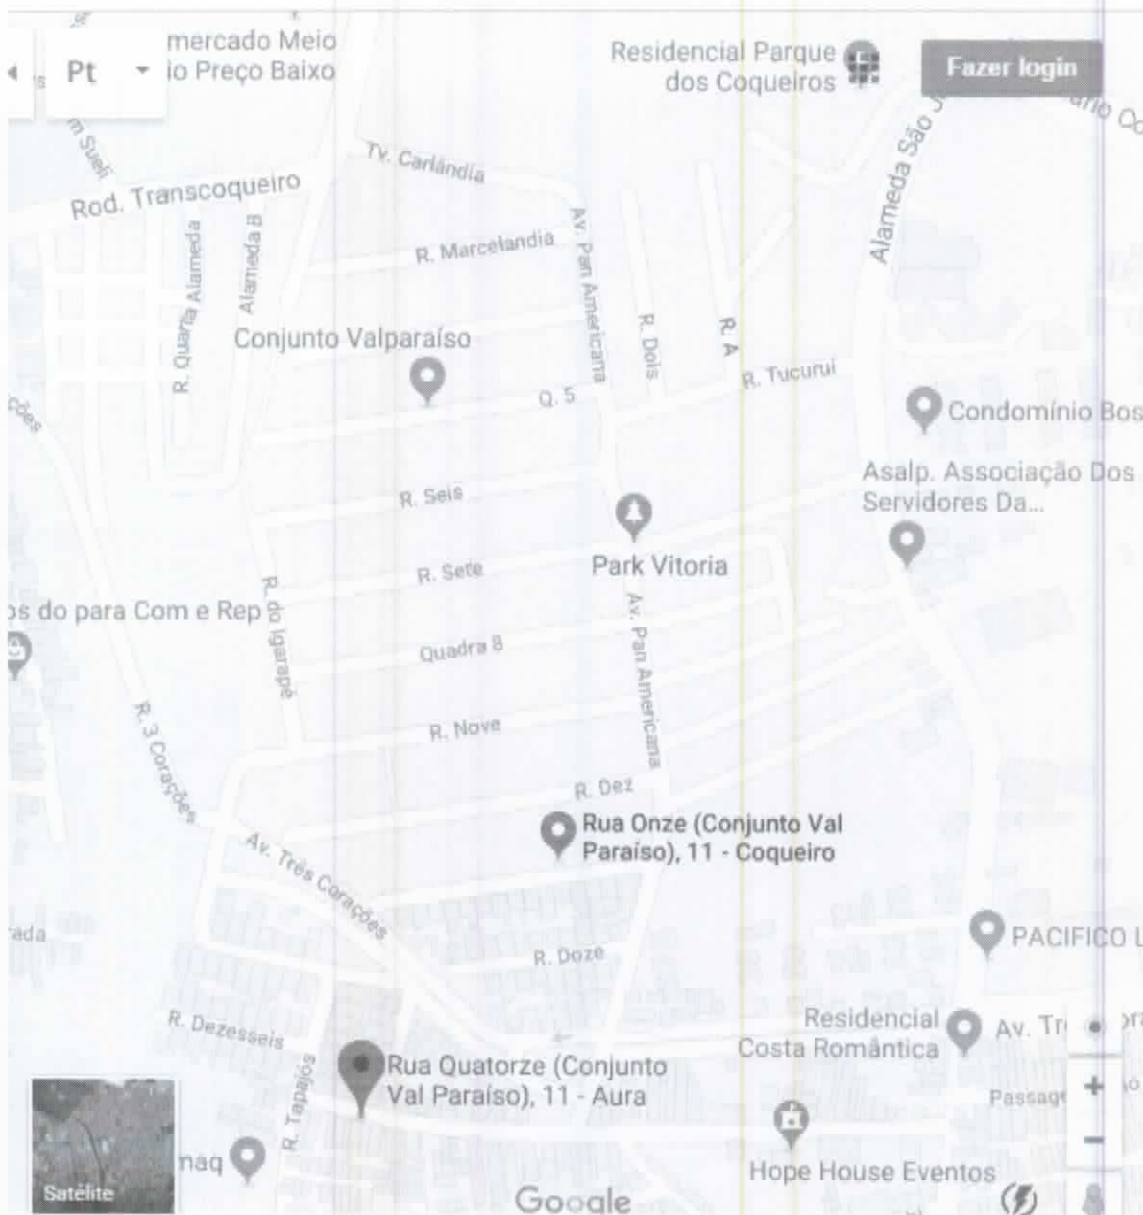 mercado Meio
io Preço Baixo
Residencial Parque
dos Coqueiros
Fazer login
Pt
m Sueli
Tv. Carlândia
Alameda São J
Rod. Transcoqueiro
R. Quarta Alameda
Alameda B
R. Marcelandia
Av. Pan Americana
R. Dois
R. A
Conjunto Valparaíso
R. Tucuruí
Q. 5
ções
Condomínio Bos
Asalp. Associação Dos
Servidores Da...
R. Seis
Park Vitoria
R. Sete
os do para Com e Rep
R. do Igarapé
Av. Pan Americana
Quadra 8
R. Nove
R. 3 Corações
R. Dez
Rua Onze (Conjunto Val
Paraíso), 11 - Coqueiro
Av. Três Corações
rada
PACIFICO L
R. Doze
R. Dezesseis
Residencial
Costa Romântica
Av. Tr
R. Tapajós
Rua Quatorze (Conjunto
Val Paraíso), 11 - Aura
Passag
+
−
naq
Hope House Eventos
Satélite
Google